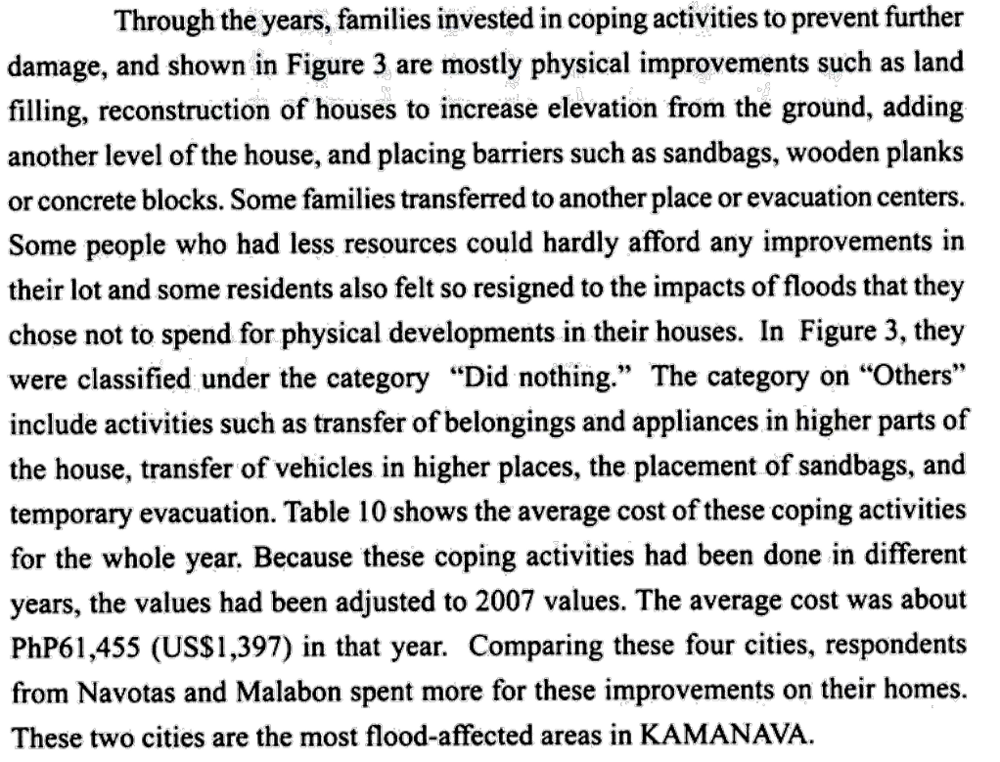 Through the years, families invested in coping activities to prevent further
damage, and shown in Figure 3 are mostly physical improvements such as land
filling, reconstruction of houses to increase elevation from the ground, adding
another level of the house, and placing barriers such as sandbags, wooden planks
or concrete blocks. Some families transferred to another place or evacuation centers.
Some people who had less resources could hardly afford any improvements in
their lot and some residents also felt so resigned to the impacts of floods that they
chose not to spend for physical developments in their houses. In Figure 3, they
were classified under the category “Did nothing.” The category on “Others”
include activities such as transfer of belongings and appliances in higher parts of
the house, transfer of vehicles in higher places, the placement of sandbags, and
temporary evacuation. Table 10 shows the average cost of these coping activities
for the whole year. Because these coping activities had been done in different
years, the values had been adjusted to 2007 values. The average cost was about
PhP61,455 (US$1,397) in that year. Comparing these four cities, respondents
from Navotas and Malabon spent more for these improvements on their homes.
These two cities are the most flood-affected areas in KAMANAVA.